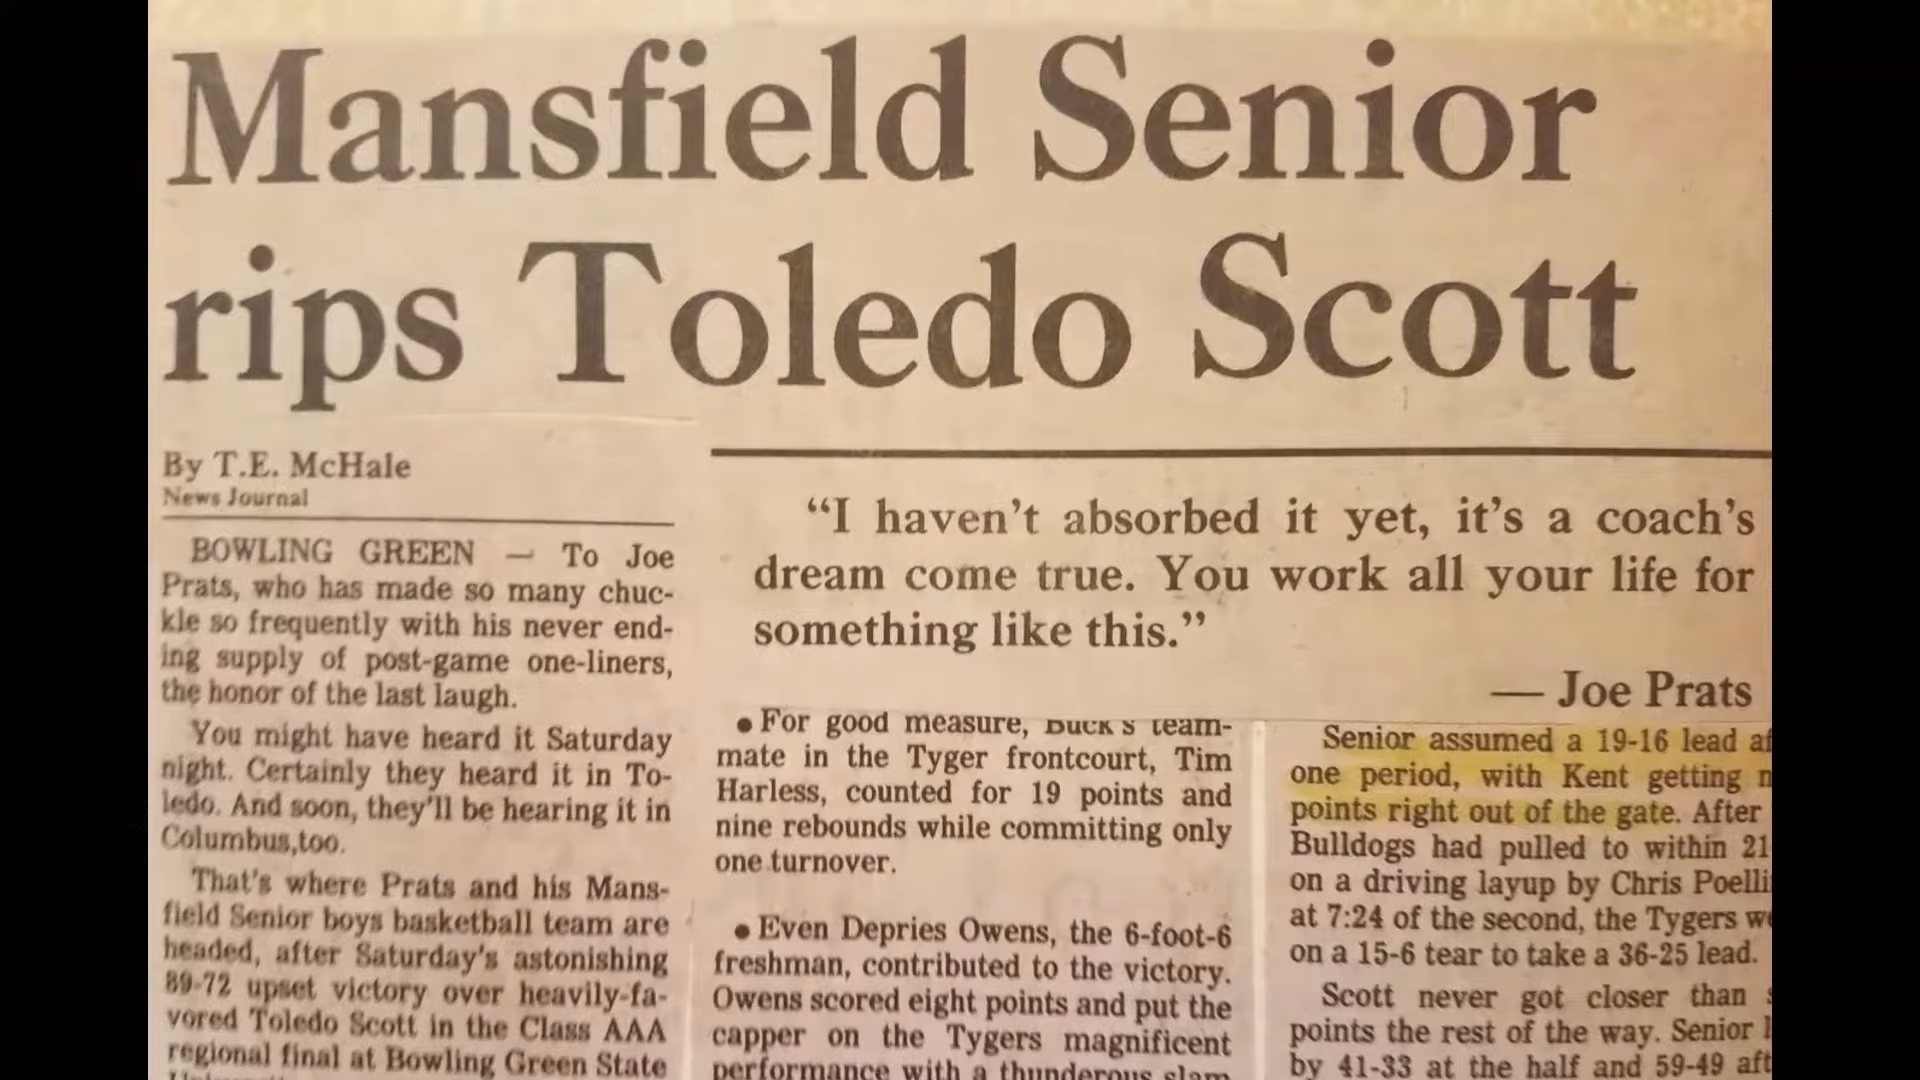 Mansfield Senior
rips Toledo Scott
By T.E. McHale
News Journal
BOWLING GREEN — To Joe
Prats, who has made so many chuc-
kle so frequently with his never end-
ing supply of post-game one-liners,
the honor of the last laugh.
You might have heard it Saturday
night. Certainly they heard it in To-
ledo. And soon, they'll be hearing it in
Columbus,too.
That's where Prats and his Mans-
field Senior boys basketball team are
headed, after Saturday's astonishing
89-72 upset victory over heavily-fa-
vored Toledo Scott in the Class AAA
regional final at Bowling Green State
“I haven't absorbed it yet, it's a coach's
dream come true. You work all your life for
something like this.”
— Joe Prats
● For good measure, Buck's team-
mate in the Tyger frontcourt, Tim
Harless, counted for 19 points and
nine rebounds while committing only
one turnover.
● Even Depries Owens, the 6-foot-6
freshman, contributed to the victory.
Owens scored eight points and put the
capper on the Tygers magnificent
performance with a thunderous slam
Senior assumed a 19-16 lead
one period, with Kent getting
points right out of the gate. After
Bulldogs had pulled to within 21
on a driving layup by Chris
at 7:24 of the second, the Tygers
on a 15-6 tear to take a 36-25 lead.
Scott never got closer than
points the rest of the way. Senior
by 41-33 at the half and 59-49